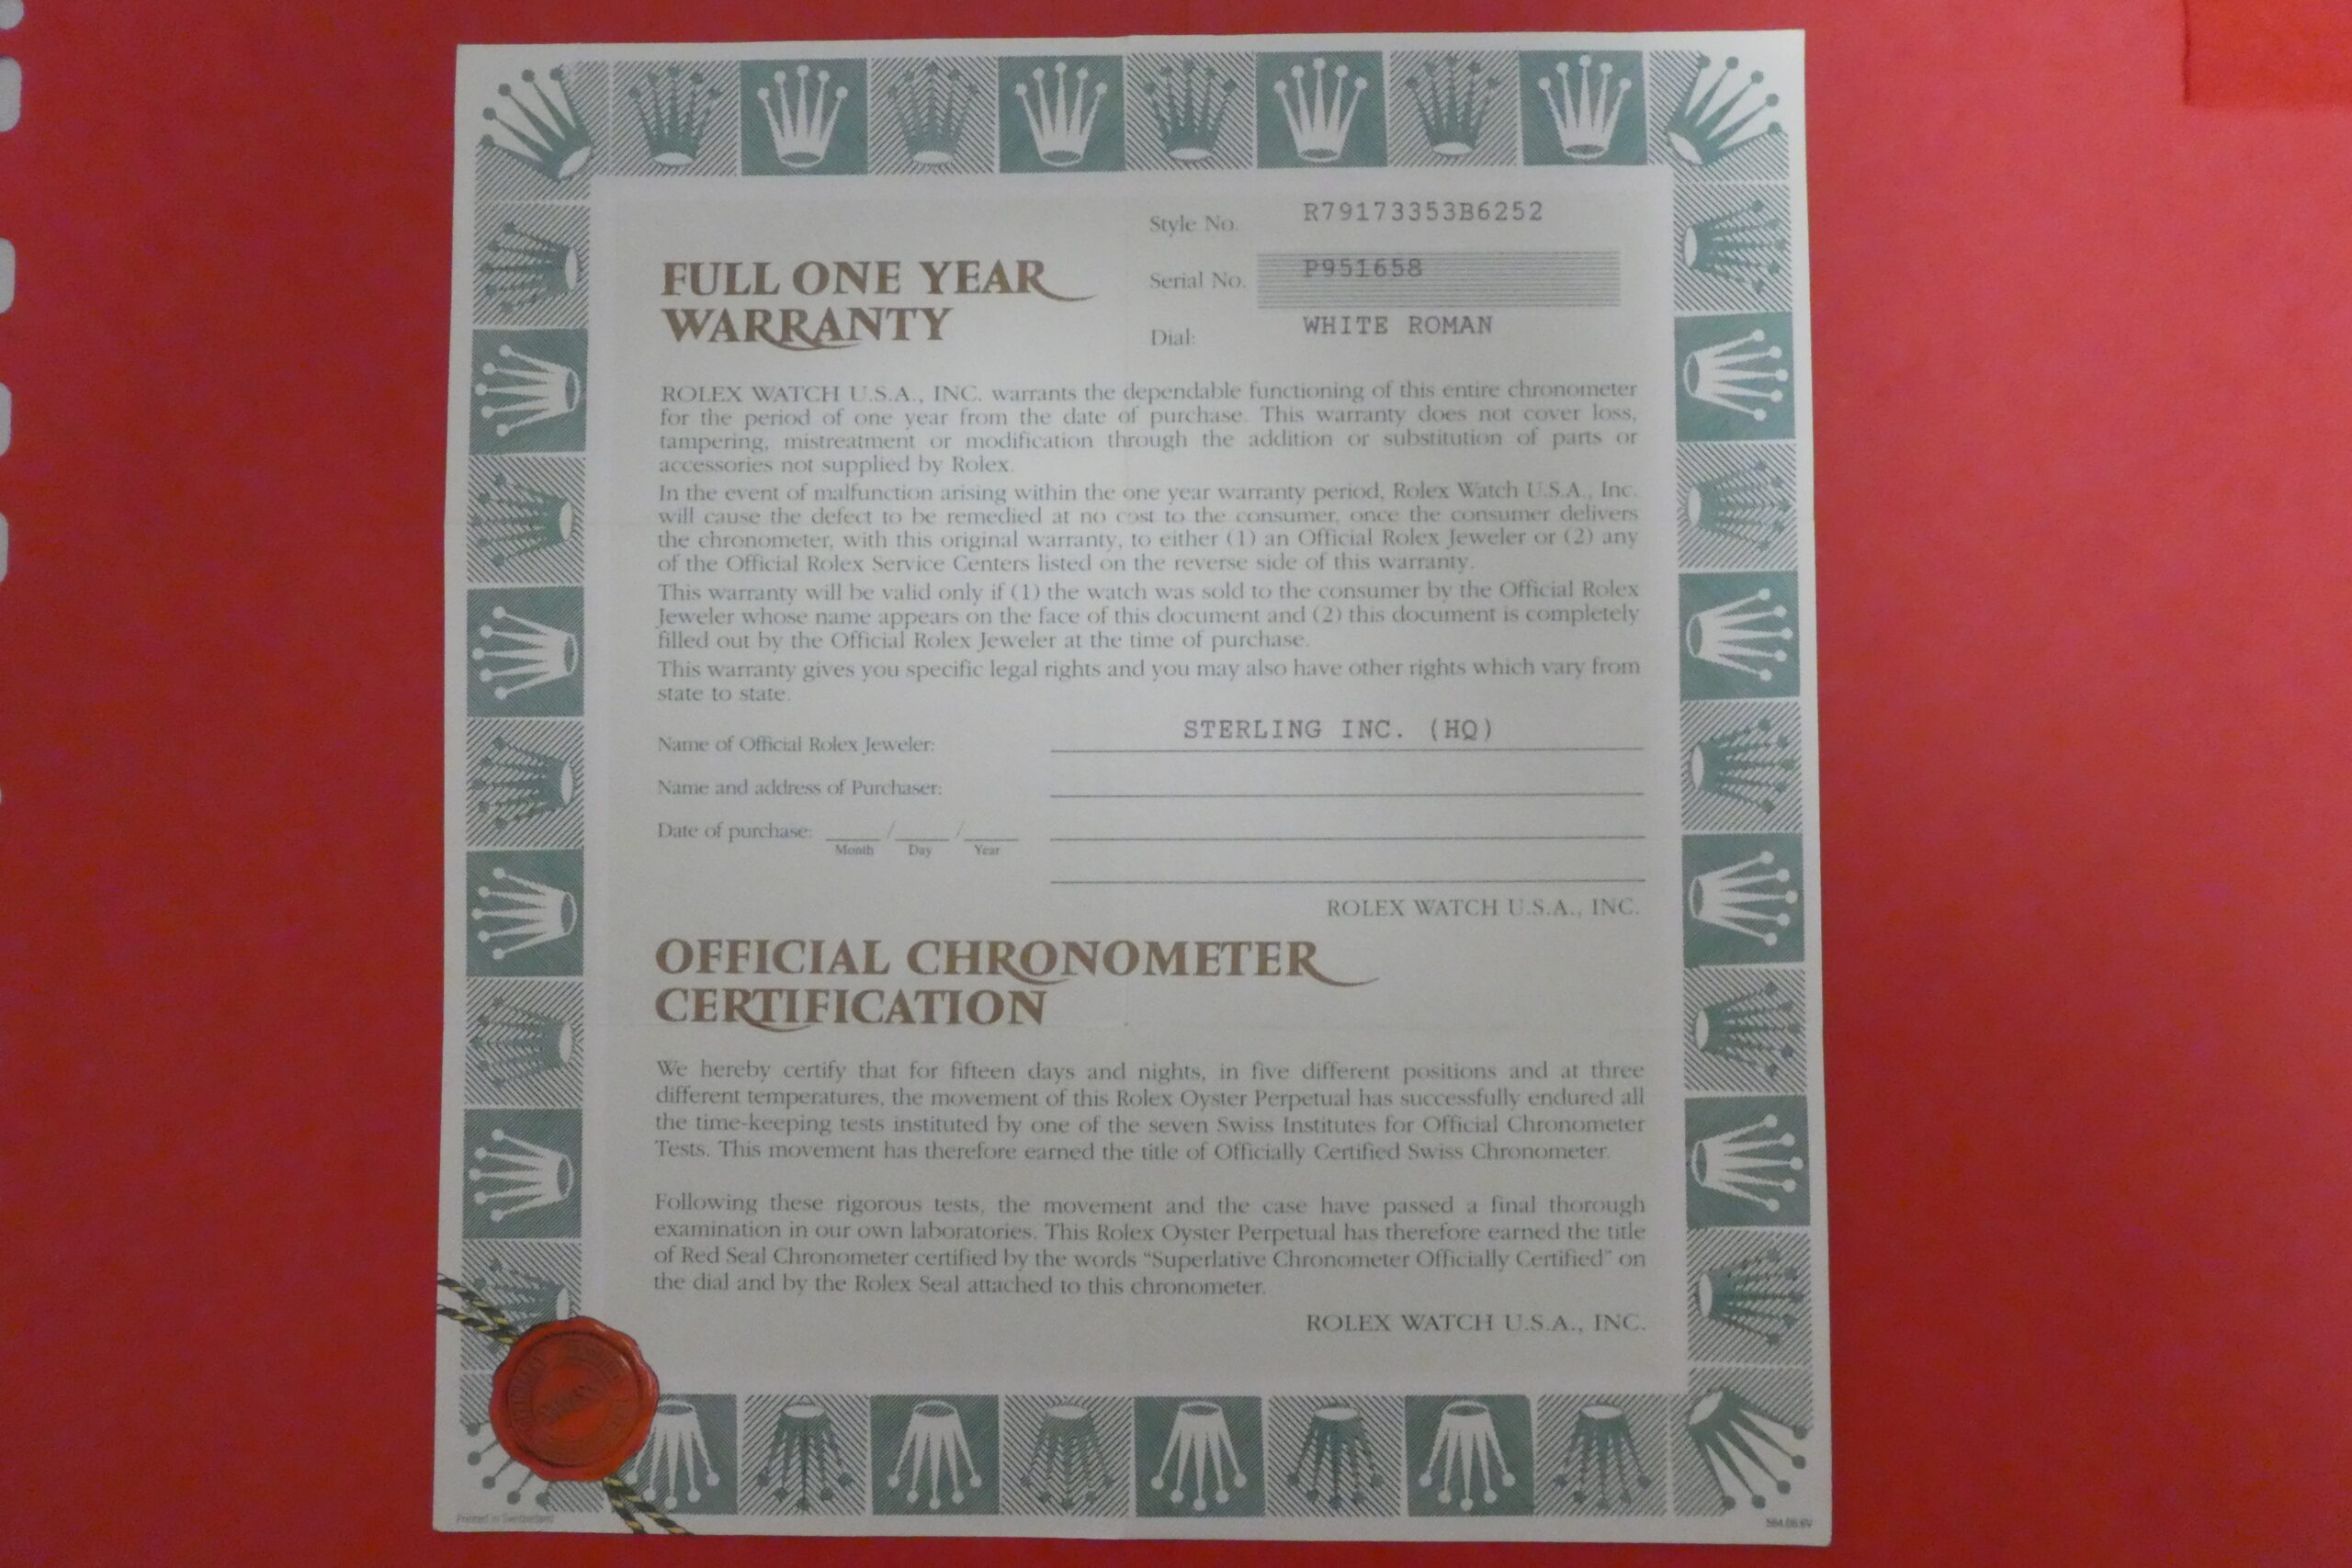 Style No. R79173353B6252
FULL ONE YEAR
WARRANTY
Serial No. P951658
Dial: WHITE ROMAN
ROLEX WATCH U.S.A., INC. warrants the dependable functioning of this entire chronometer
for the period of one year from the date of purchase. This warranty does not cover loss,
tampering, mistreatment or modification through the addition or substitution of parts or
accessories not supplied by Rolex.
In the event of malfunction arising within the one year warranty period, Rolex Watch U.S.A., Inc.
will cause the defect to be remedied at no cost to the consumer, once the consumer delivers
the chronometer, with this original warranty, to either (1) an Official Rolex Jeweler or (2) any
of the Official Rolex Service Centers listed on the reverse side of this warranty.
This warranty will be valid only if (1) the watch was sold to the consumer by the Official Rolex
Jeweler whose name appears on the face of this document and (2) this document is completely
filled out by the Official Rolex Jeweler at the time of purchase.
This warranty gives you specific legal rights and you may also have other rights which vary from
state to state.
Name of Official Rolex Jeweler: STERLING INC. (HQ)
Name and address of Purchaser:
Date of purchase: / /
Month Day Year
ROLEX WATCH U.S.A., INC.
OFFICIAL CHRONOMETER
CERTIFICATION
We hereby certify that for fifteen days and nights, in five different positions and at three
different temperatures, the movement of this Rolex Oyster Perpetual has successfully endured all
the time-keeping tests instituted by one of the seven Swiss Institutes for Official Chronometer
Tests. This movement has therefore earned the title of Officially Certified Swiss Chronometer.
Following these rigorous tests, the movement and the case have passed a final thorough
examination in our own laboratories. This Rolex Oyster Perpetual has therefore earned the title
of Red Seal Chronometer certified by the words “Superlative Chronometer Officially Certified” on
the dial and by the Rolex Seal attached to this chronometer.
ROLEX WATCH U.S.A., INC.
Printed in Switzerland